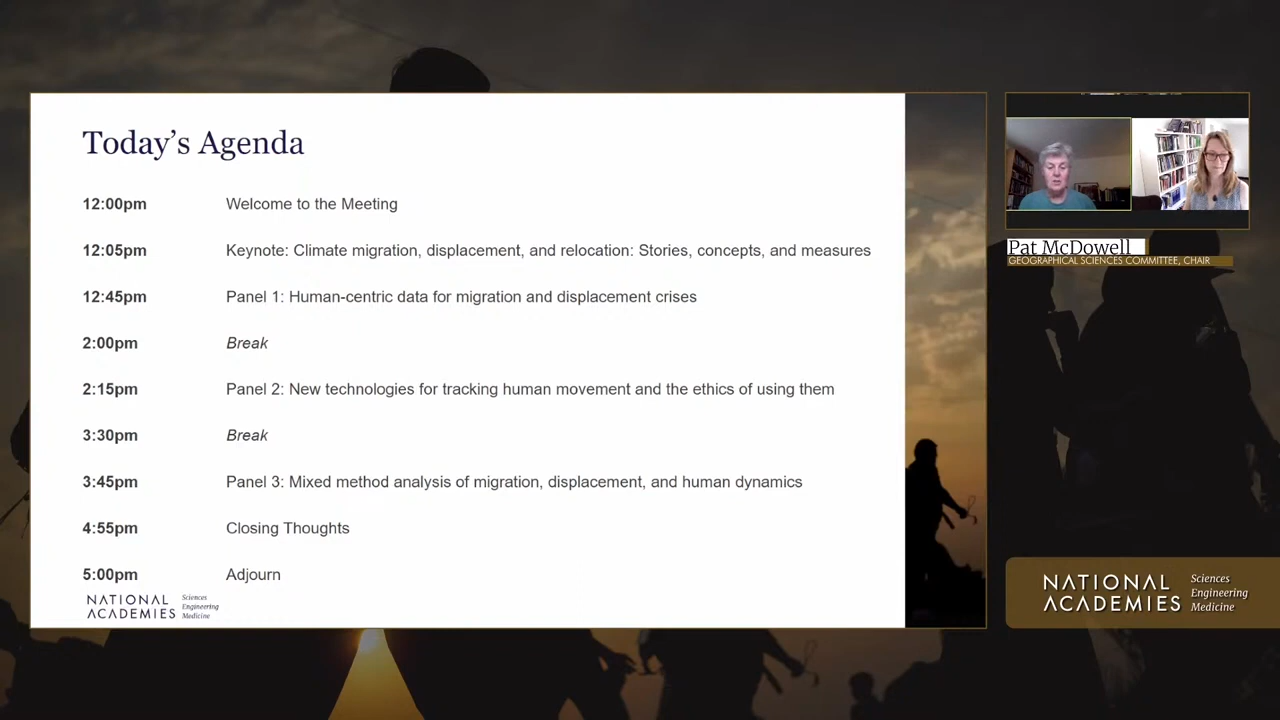 Today's Agenda
12:00pm Welcome to the Meeting
12:05pm Keynote: Climate migration, displacement, and relocation: Stories, concepts, and measures
12:45pm Panel 1: Human-centric data for migration and displacement crises
2:00pm Break
2:15pm Panel 2: New technologies for tracking human movement and the ethics of using them
3:30pm Break
3:45pm Panel 3: Mixed method analysis of migration, displacement, and human dynamics
4:55pm Closing Thoughts
5:00pm Adjourn
NATIONAL ACADEMIES
Sciences
Engineering
Medicine
Pat McDowell
GEOGRAPHICAL SCIENCES COMMITTEE, CHAIR
NATIONAL ACADEMIES
Sciences
Engineering
Medicine